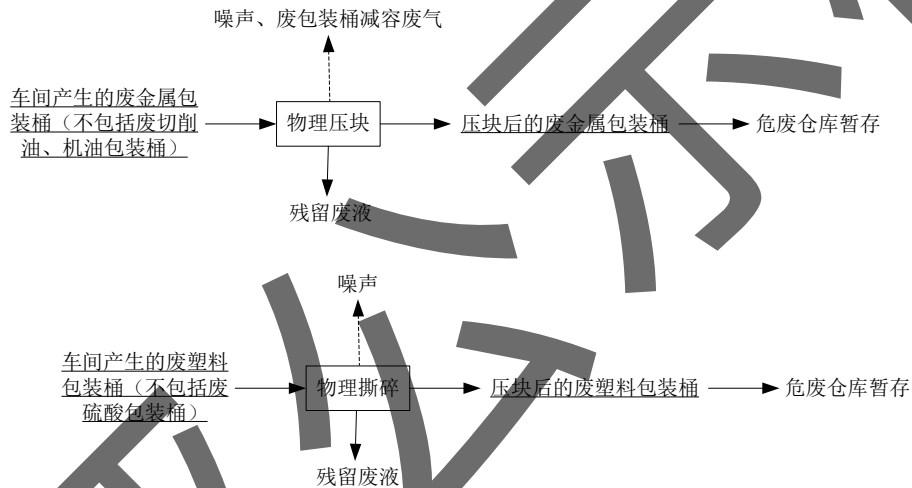 噪声、废包装桶减容废气
车间产生的废金属包
装桶（不包括废切削
油、机油包装桶）
物理压块
压块后的废金属包装桶
危废仓库暂存
残留废液
噪声
车间产生的废塑料
包装桶（不包括废
硫酸包装桶）
物理撕碎
压块后的废塑料包装桶
危废仓库暂存
残留废液